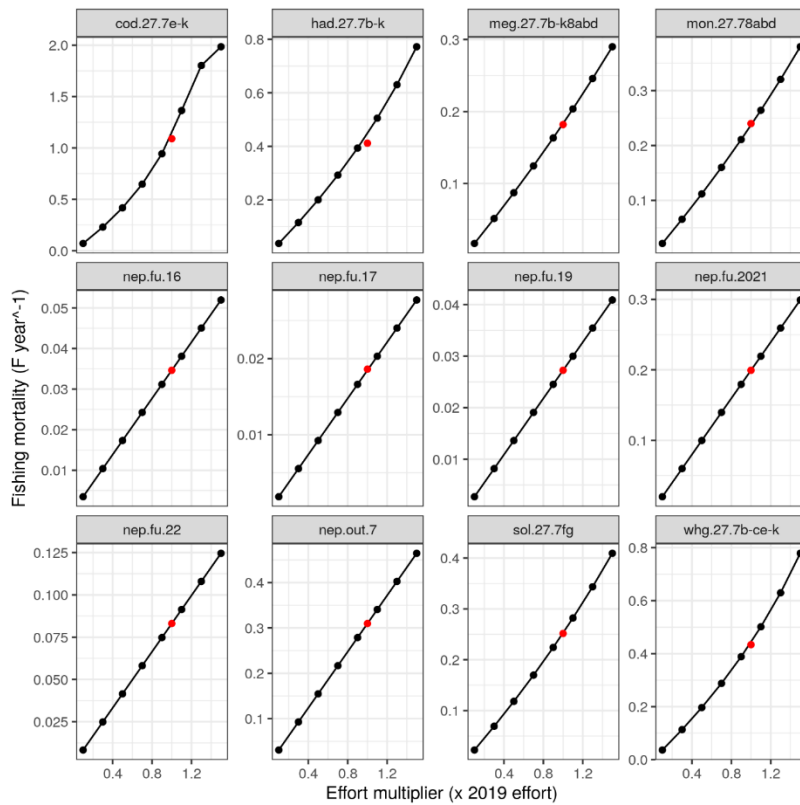 cod.27.7e-k had.27.7b-k meg.27.7b-k8abd mon.27.78abd
2.0 0.8 0.3
1.5 0.6 0.3
1.0 0.4 0.2 0.2
0.5 0.2 0.1 0.1
0.0
nep.fu.16 nep.fu.17 nep.fu.19 nep.fu.2021
0.05 0.04 0.3
0.04 0.02 0.03 0.2
0.03 0.02
0.02 0.01 0.1
0.01 0.01
nep.fu.22 nep.out.7 sol.27.7fg whg.27.7b-ce-k
0.125 0.4 0.4 0.8
0.100 0.3 0.3 0.6
0.075 0.2 0.2 0.4
0.050 0.1 0.1 0.2
0.025 0.0
0.4 0.8 1.2 0.4 0.8 1.2 0.4 0.8 1.2 0.4 0.8 1.2
Effort multiplier (x 2019 effort)
Fishing mortality (F year^-1)